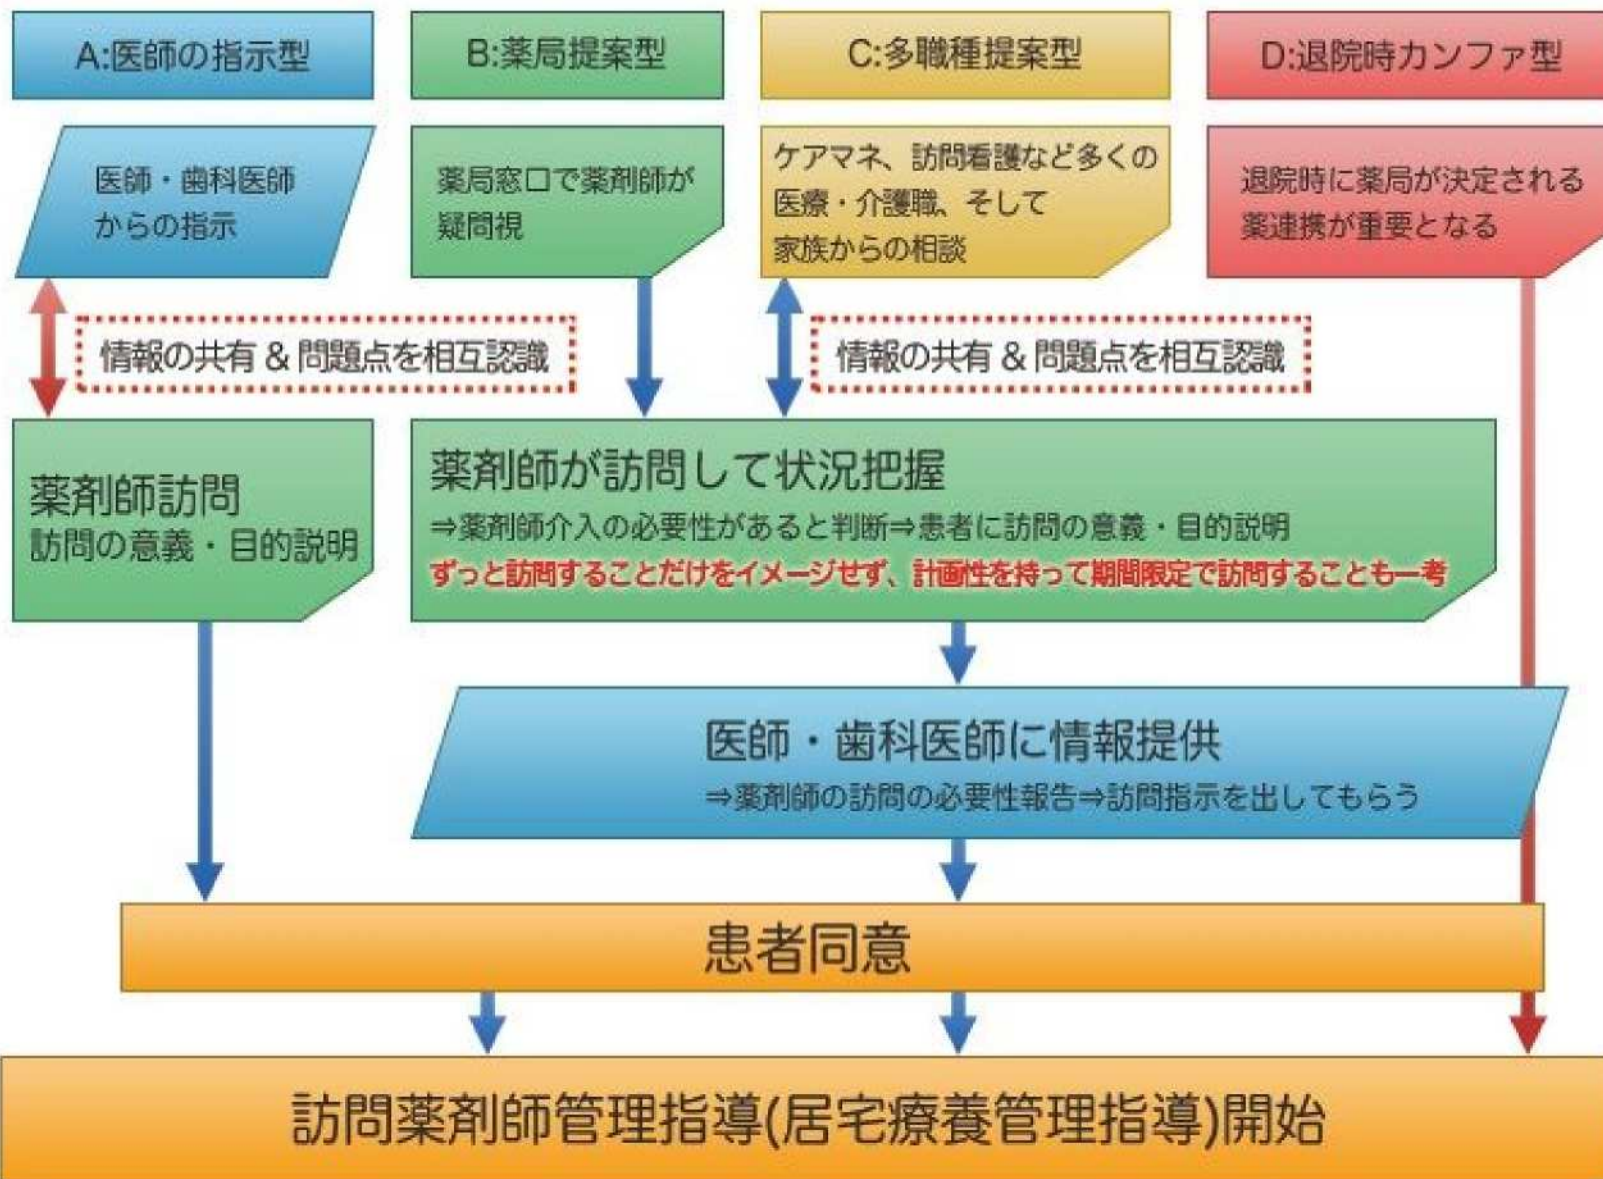 A:医師の指示型
B:薬局提案型
C:多職種提案型
D:退院時カンファ型
医師・歯科医師
からの指示
薬局窓口で薬剤師が
疑問視
ケアマネ、訪問看護など多くの
医療・介護職、そして
家族からの相談
退院時に薬局が決定される
薬連携が重要となる
情報の共有 & 問題点を相互認識
情報の共有 & 問題点を相互認識
薬剤師訪問
訪問の意義・目的説明
薬剤師が訪問して状況把握
⇒薬剤師介入の必要性があると判断⇒患者に訪問の意義・目的説明
ずっと訪問することだけをイメージせず、計画性を持って期間限定で訪問することも一考
医師・歯科医師に情報提供
⇒薬剤師の訪問の必要性報告⇒訪問指示を出してもらう
患者同意
訪問薬剤師管理指導(居宅療養管理指導)開始